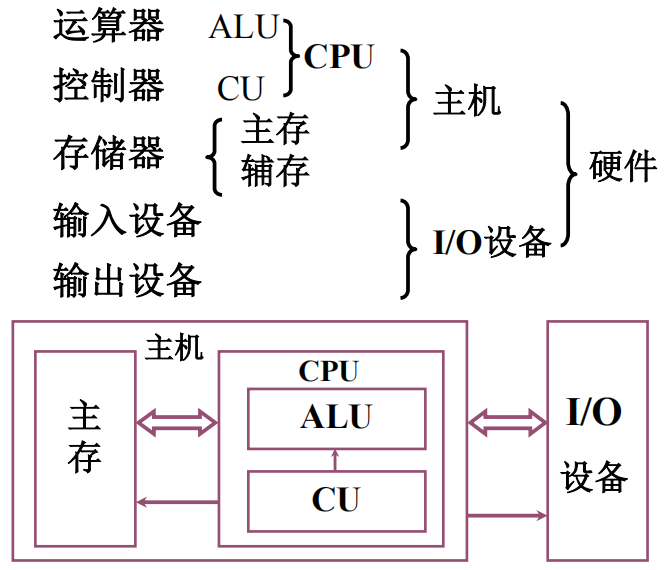 运算器 ALU
CPU
控制器 CU
主机
存储器 主存
辅存
硬件
输入设备
I/O设备
输出设备
主机
CPU
主存
ALU
I/O
设备
CU